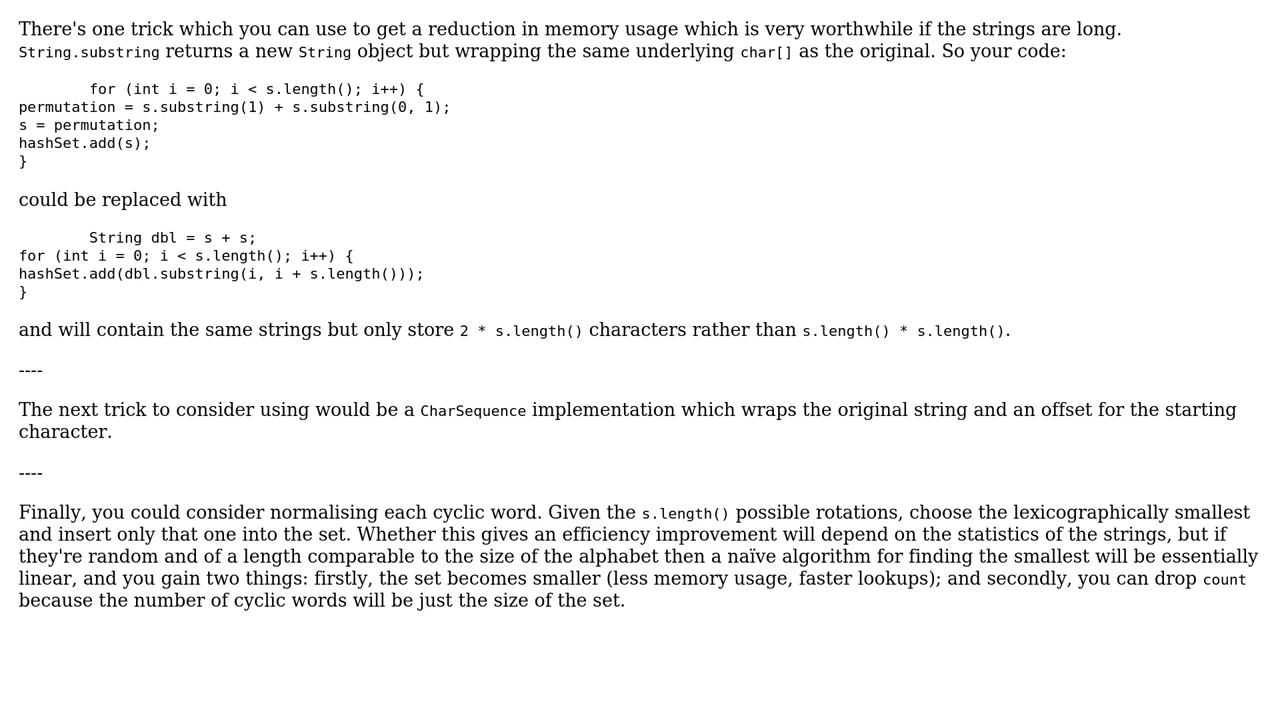 There's one trick which you can use to get a reduction in memory usage which is very worthwhile if the strings are long.
String.substring returns a new String object but wrapping the same underlying char[] as the original. So your code:
for (int i = 0; i < s.length(); i++) {
permutation = s.substring(1) + s.substring(0, 1);
s = permutation;
hashSet.add(s);
}
could be replaced with
String dbl = s + s;
for (int i = 0; i < s.length(); i++) {
hashSet.add(dbl.substring(i, i + s.length()));
}
and will contain the same strings but only store 2 * s.length() characters rather than s.length() * s.length().
----
The next trick to consider using would be a CharSequence implementation which wraps the original string and an offset for the starting
character.
----
Finally, you could consider normalising each cyclic word. Given the s.length() possible rotations, choose the lexicographically smallest
and insert only that one into the set. Whether this gives an efficiency improvement will depend on the statistics of the strings, but if
they're random and of a length comparable to the size of the alphabet then a naïve algorithm for finding the smallest will be essentially
linear, and you gain two things: firstly, the set becomes smaller (less memory usage, faster lookups); and secondly, you can drop count
because the number of cyclic words will be just the size of the set.